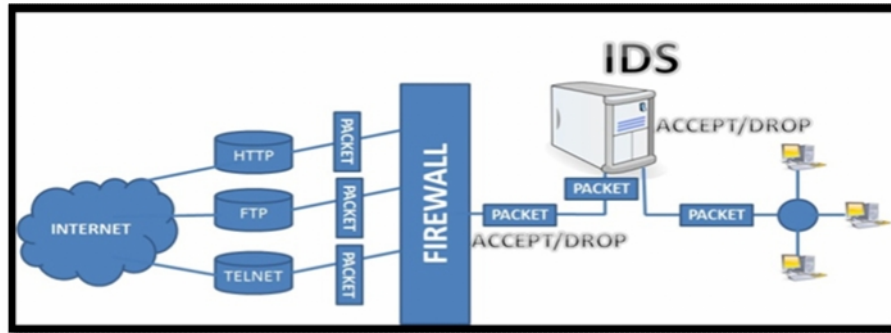 IDS
ACCEPT/DROP
HTTP
PACKET
FIREWALL
PACKET
INTERNET
FTP
PACKET
PACKET
PACKET
ACCEPT/DROP
TELNET
PACKET